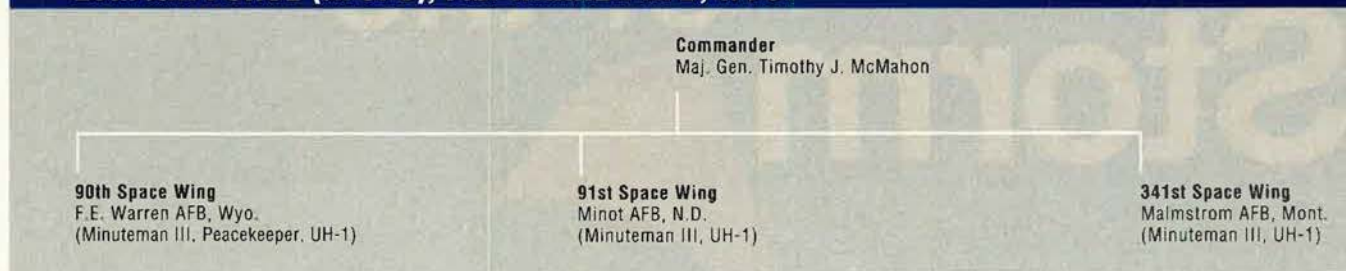 Commander
Maj. Gen. Timothy J. McMahon
90th Space Wing
F.E. Warren AFB, Wyo.
(Minuteman III, Peacekeeper, UH-1)
91st Space Wing
Minot AFB, N.D.
(Minuteman III, UH-1)
341st Space Wing
Malmstrom AFB, Mont.
(Minuteman III, UH-1)